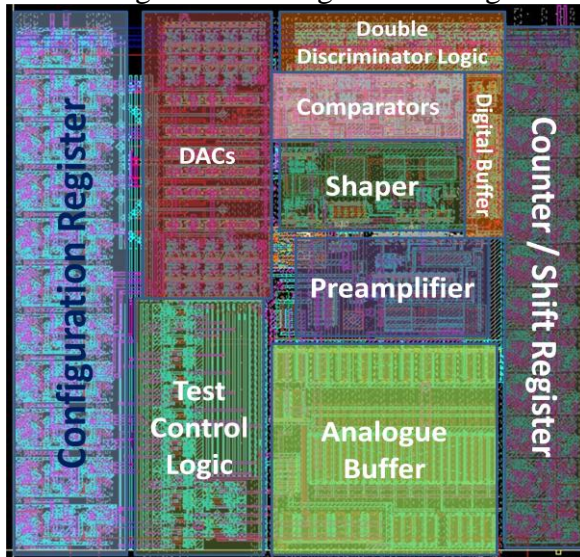 Configuration Register
DACs
Test
Control
Logic
Double
Discriminator Logic
Comparators
Digital Buffer
Shaper
Preamplifier
Analogue
Buffer
Counter / Shift Register